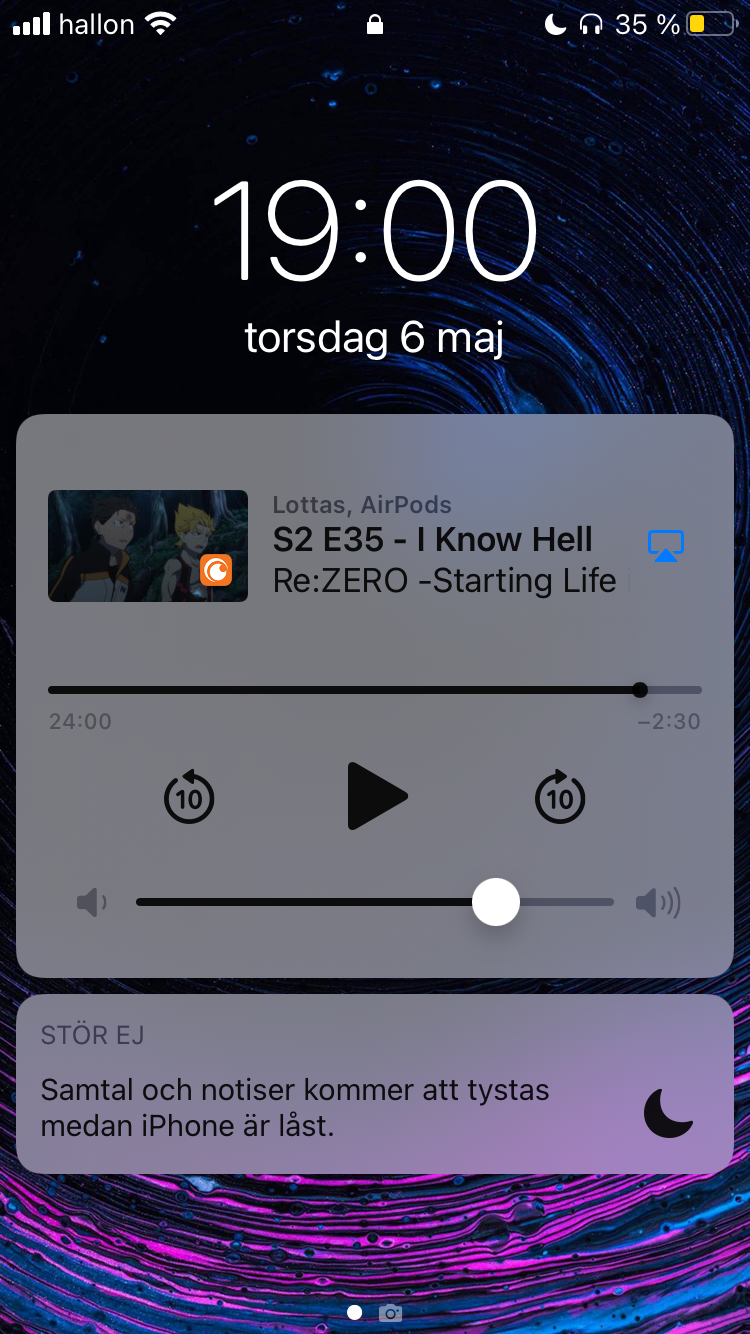 hallon 35 %
19:00
torsdag 6 maj
Lottas, AirPods
S2 E35 - I Know Hell
Re:ZERO -Starting Life
24:00 –2:30
10 10
STÖR EJ
Samtal och notiser kommer att tystas
medan iPhone är låst.